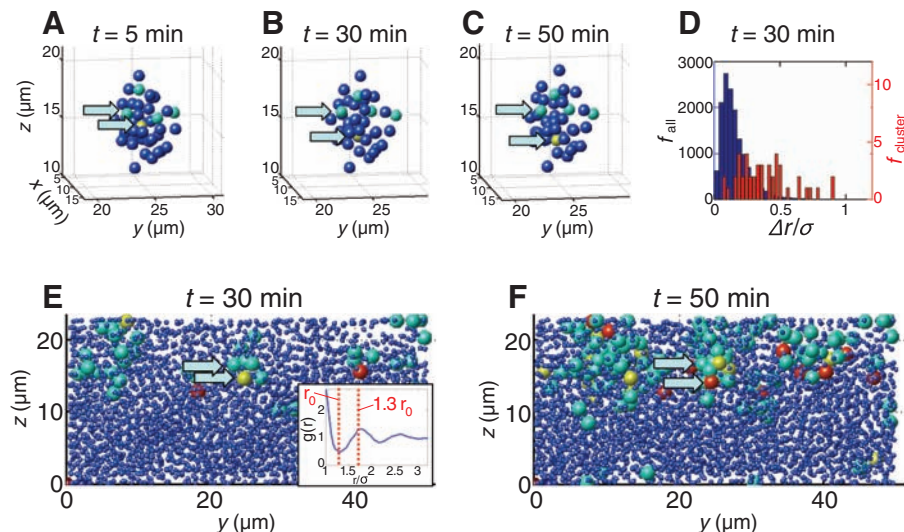 A
t = 5 min
20
15
10
z (µm)
5
10
15
x (µm)
20
25
30
y (µm)
B
t = 30 min
20
15
10
5
10
15
20
25
y (µm)
C
t = 50 min
20
15
10
5
10
15
20
25
y (µm)
D
t = 30 min
3000
2000
1000
0
f all
10
5
0
f cluster
0
0.5
1
Δr/σ
E
t = 30 min
20
10
0
z (µm)
0
20
40
y (µm)
r0
1.3 r0
2
1
0
g(r)
1
1.5
2
2.5
3
r/σ
F
t = 50 min
20
10
0
z (µm)
0
20
40
y (µm)